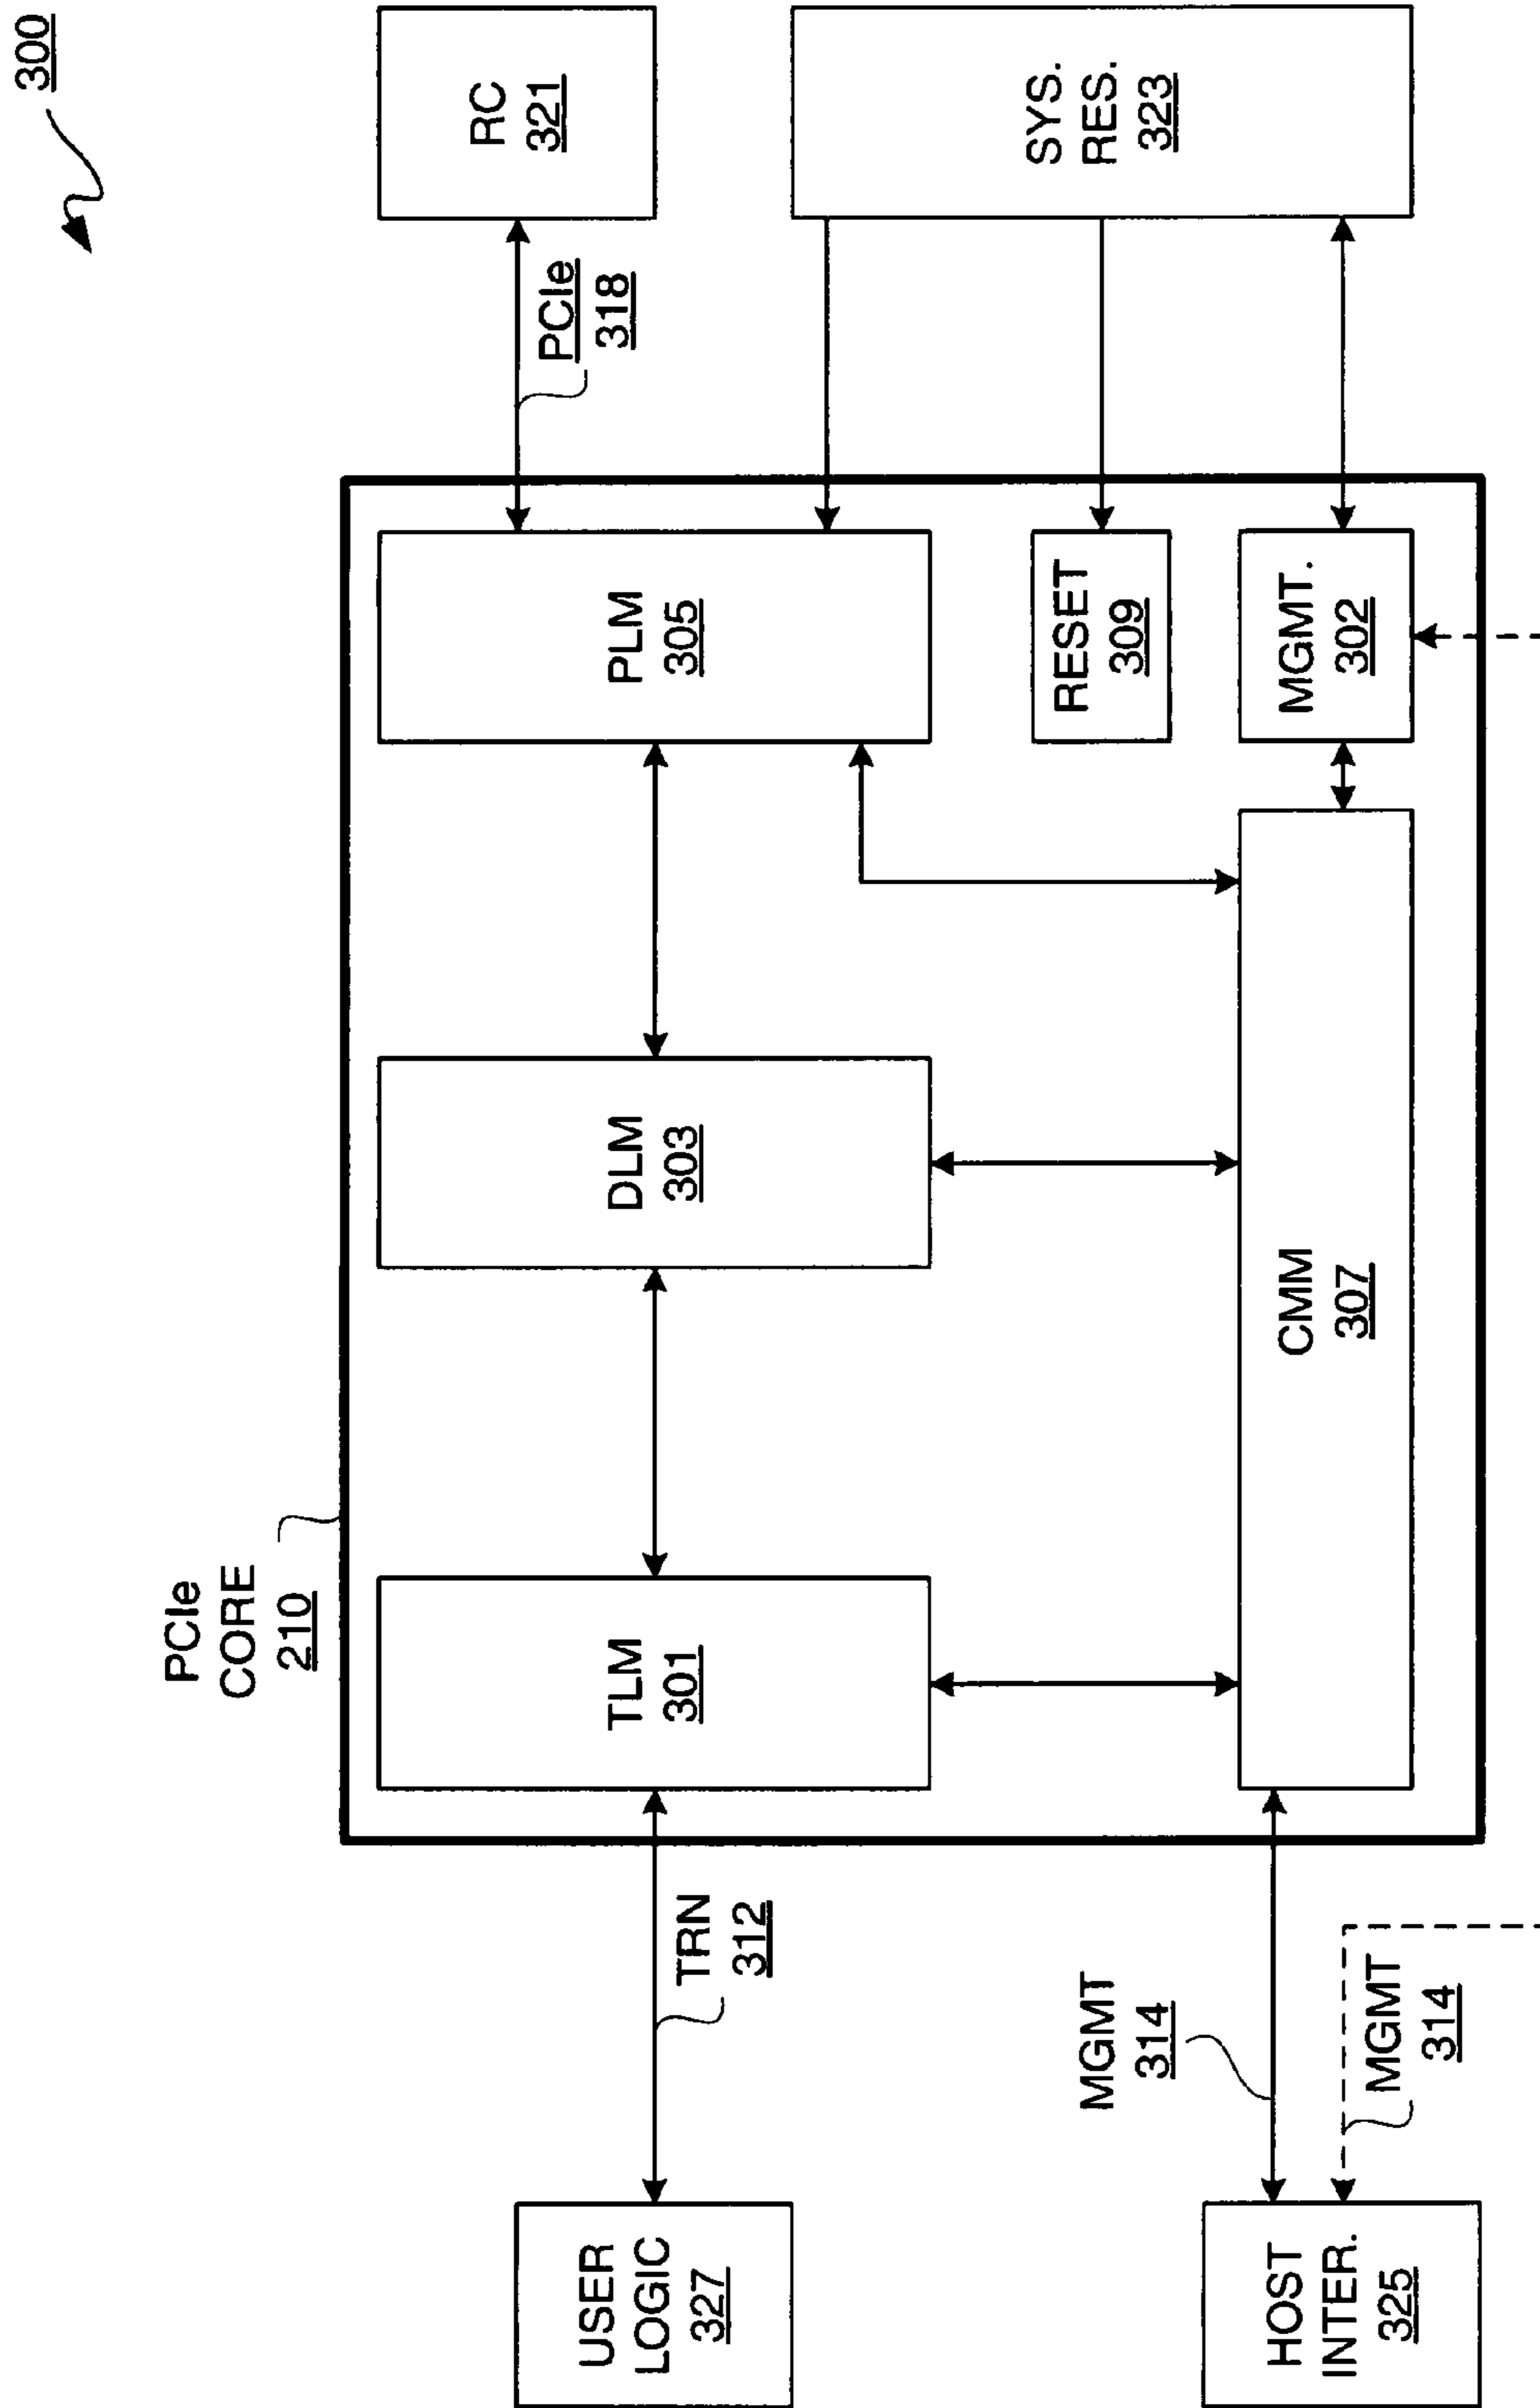 300
PCIe
CORE
210
USER
LOGIC
327
TRN
312
TLM
301
DLM
303
PLM
305
PCIe
318
RC
321
HOST
INTER.
325
MGMT
314
MGMT
314
CMM
307
RESET
309
MGMT.
302
SYS.
RES.
323